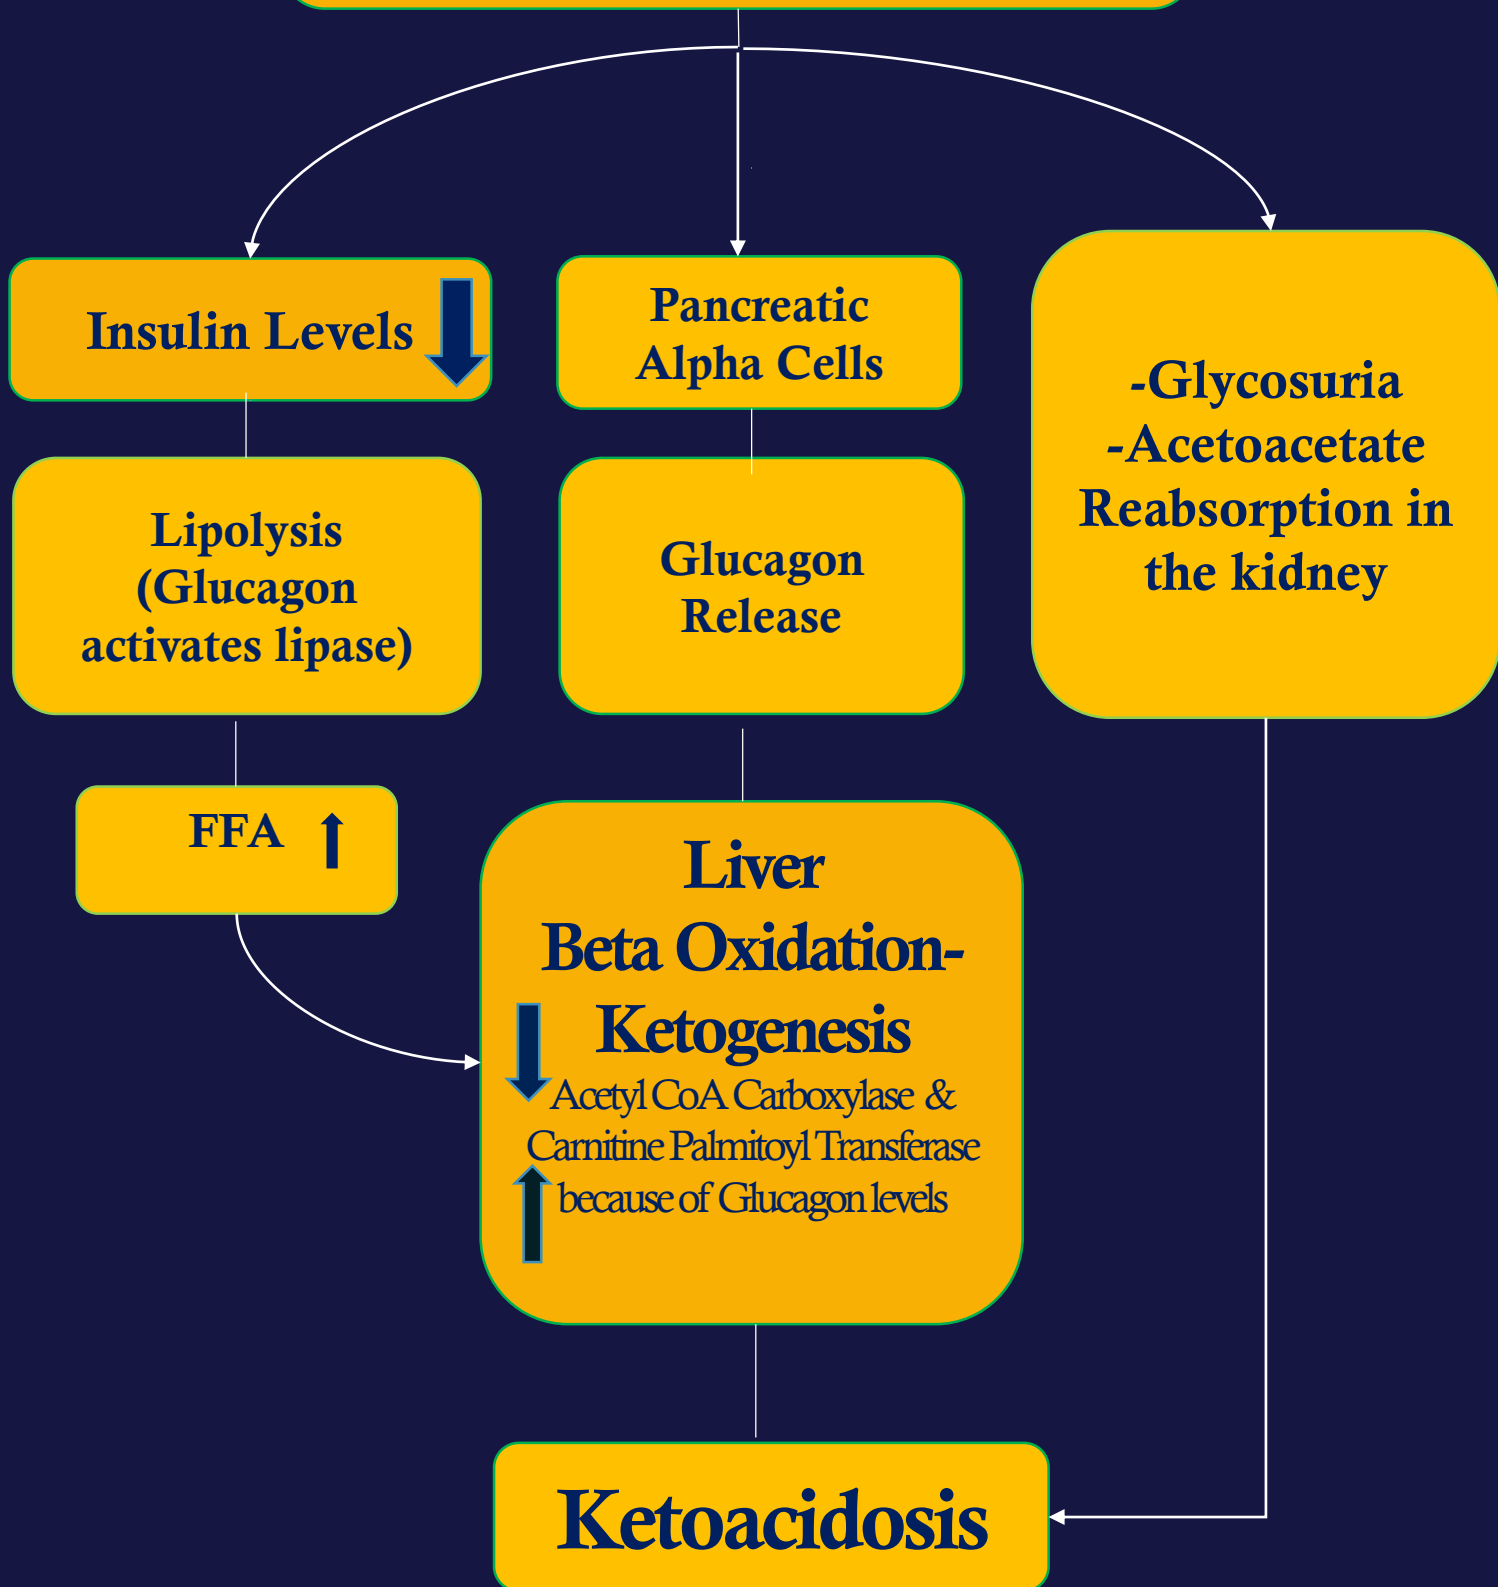 Insulin Levels
Pancreatic
Alpha Cells
-Glycosuria
-Acetoacetate
Reabsorption in
the kidney
Lipolysis
(Glucagon
activates lipase)
Glucagon
Release
FFA
Liver
Beta Oxidation-
Ketogenesis
Acetyl CoA Carboxylase &
Carnitine Palmitoyl Transferase
because of Glucagon levels
Ketoacidosis